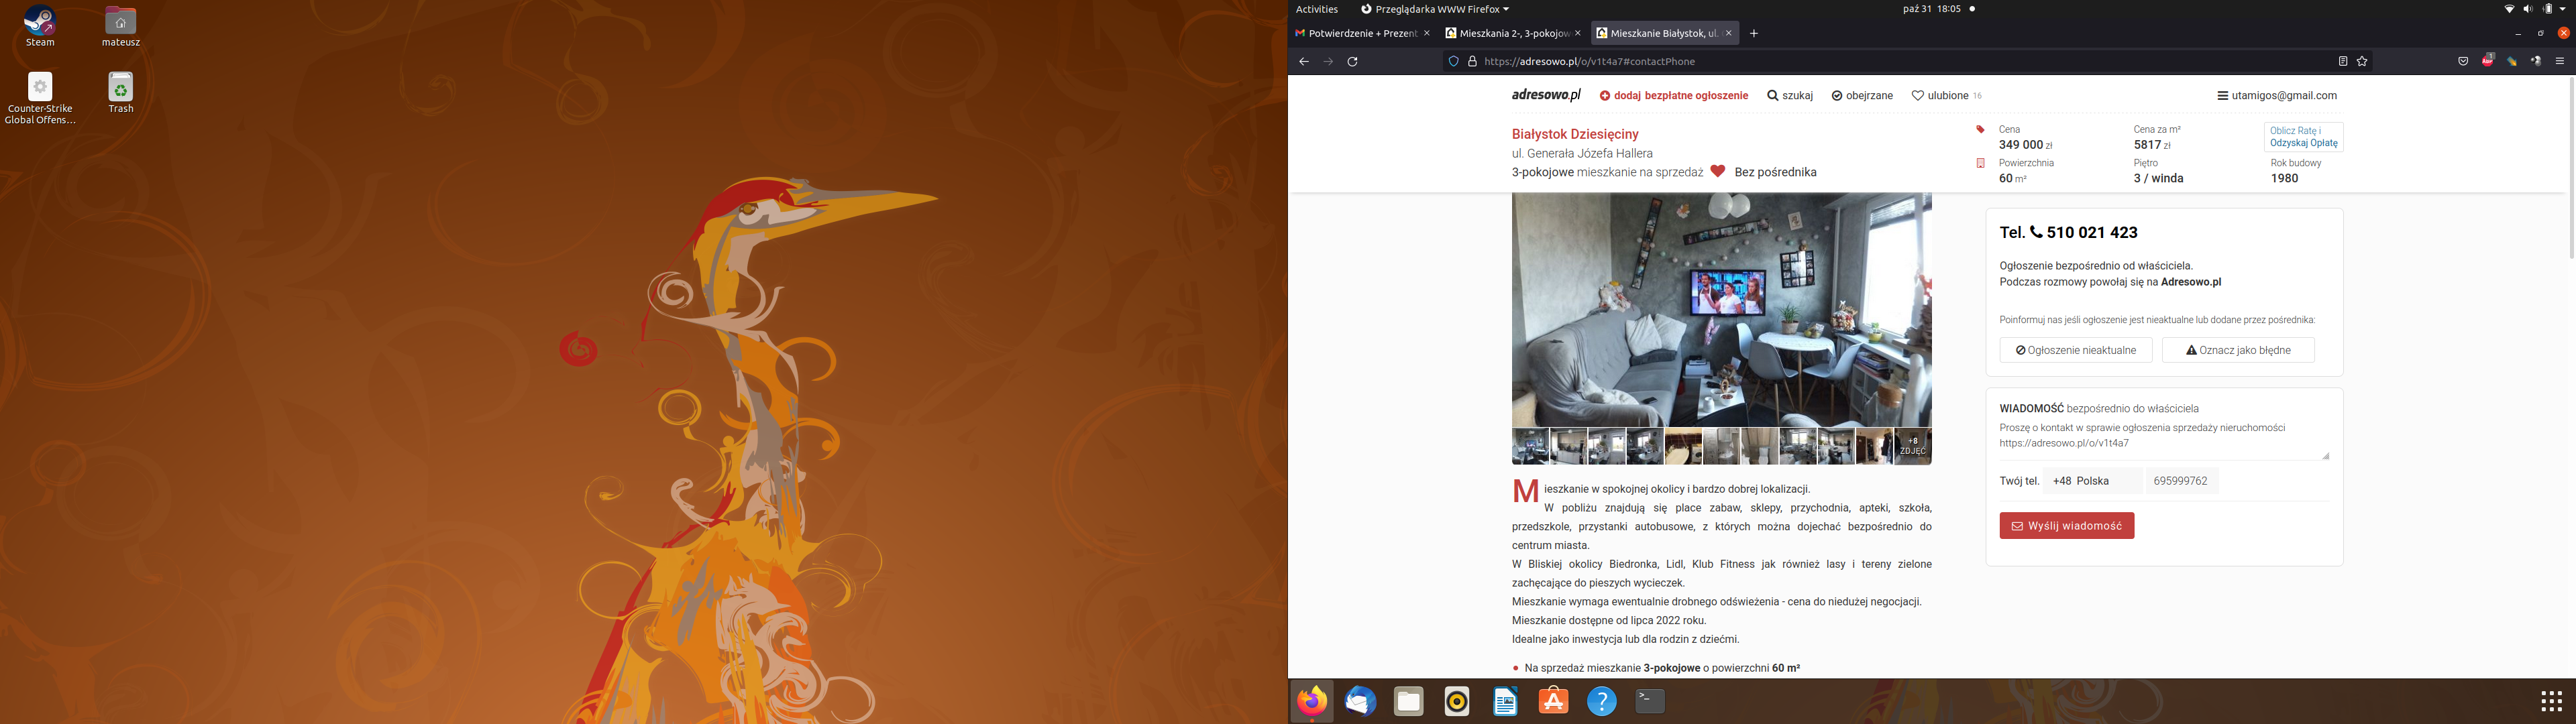 Steam
mateusz
Counter-Strike
Global Offens...
Trash
Activities
Przeglądarka WWW Firefox
paź 31 18:05
Potwierdzenie + Prezent
Mieszkania 2-, 3-pokojow
Mieszkanie Białystok, ul.
https://adresowo.pl/o/v1t4a7#contactPhone
adresowo.pl
dodaj bezpłatne ogłoszenie
szukaj
obejrzane
ulubione 16
utamigos@gmail.com
Białystok Dziesięciny
ul. Generała Józefa Hallera
3-pokojowe mieszkanie na sprzedaż
Bez pośrednika
Cena
349 000 zł
Cena za m²
5817 zł
Oblicz Ratę i
Odzyskaj Opłatę
Powierzchnia
60 m²
Piętro
3 / winda
Rok budowy
1980
+8
ZDJĘĆ
Mieszkanie w spokojnej okolicy i bardzo dobrej lokalizacji.
W pobliżu znajdują się place zabaw, sklepy, przychodnia, apteki, szkoła,
przedszkole, przystanki autobusowe, z których można dojechać bezpośrednio do
centrum miasta.
W Bliskiej okolicy Biedronka, Lidl, Klub Fitness jak również lasy i tereny zielone
zachęcające do pieszych wycieczek.
Mieszkanie wymaga ewentualnie drobnego odświeżenia - cena do niedużej negocjacji.
Mieszkanie dostępne od lipca 2022 roku.
Idealne jako inwestycja lub dla rodzin z dziećmi.
Na sprzedaż mieszkanie 3-pokojowe o powierzchni 60 m²
Tel. 510 021 423
Ogłoszenie bezpośrednio od właściciela.
Podczas rozmowy powołaj się na Adresowo.pl
Poinformuj nas jeśli ogłoszenie jest nieaktualne lub dodane przez pośrednika:
Ogłoszenie nieaktualne
Oznacz jako błędne
WIADOMOŚĆ bezpośrednio do właściciela
Proszę o kontakt w sprawie ogłoszenia sprzedaży nieruchomości
https://adresowo.pl/o/v1t4a7
Twój tel. +48 Polska 695999762
Wyślij wiadomość